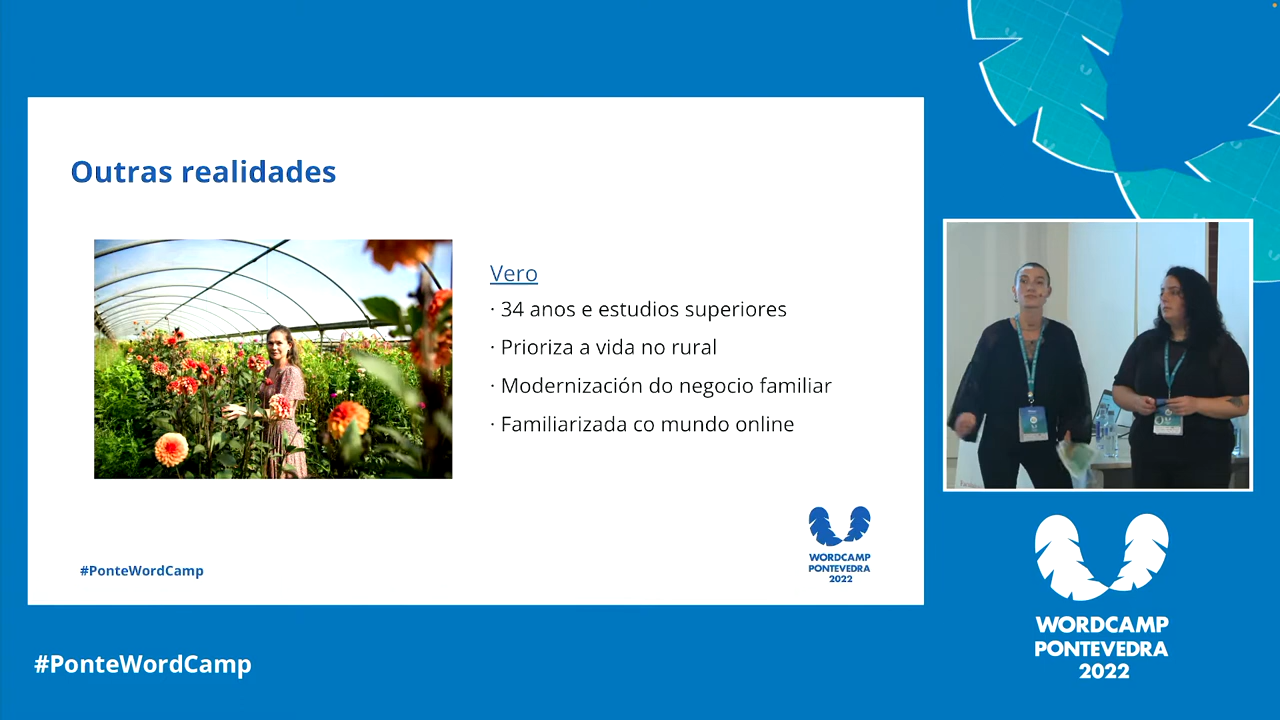 Outras realidades
Vero
· 34 anos e estudios superiores
· Prioriza a vida no rural
· Modernización do negocio familiar
· Familiarizada co mundo online
WORDCAMP
PONTEVEDRA
2022
#PonteWordCamp
#PonteWordCamp
WORDCAMP
PONTEVEDRA
2022